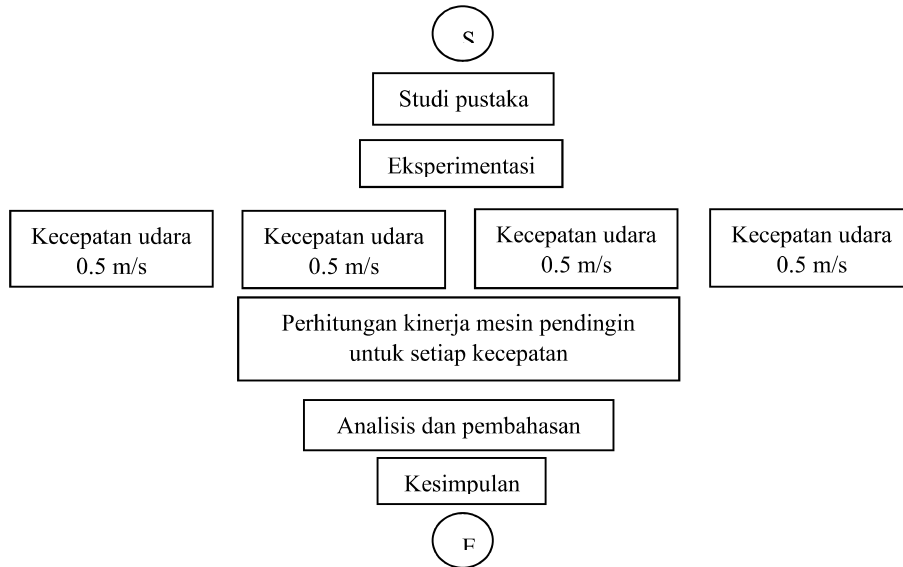 S
Studi pustaka
Eksperimentasi
Kecepatan udara
0.5 m/s
Kecepatan udara
0.5 m/s
Kecepatan udara
0.5 m/s
Kecepatan udara
0.5 m/s
Perhitungan kinerja mesin pendingin
untuk setiap kecepatan
Analisis dan pembahasan
Kesimpulan